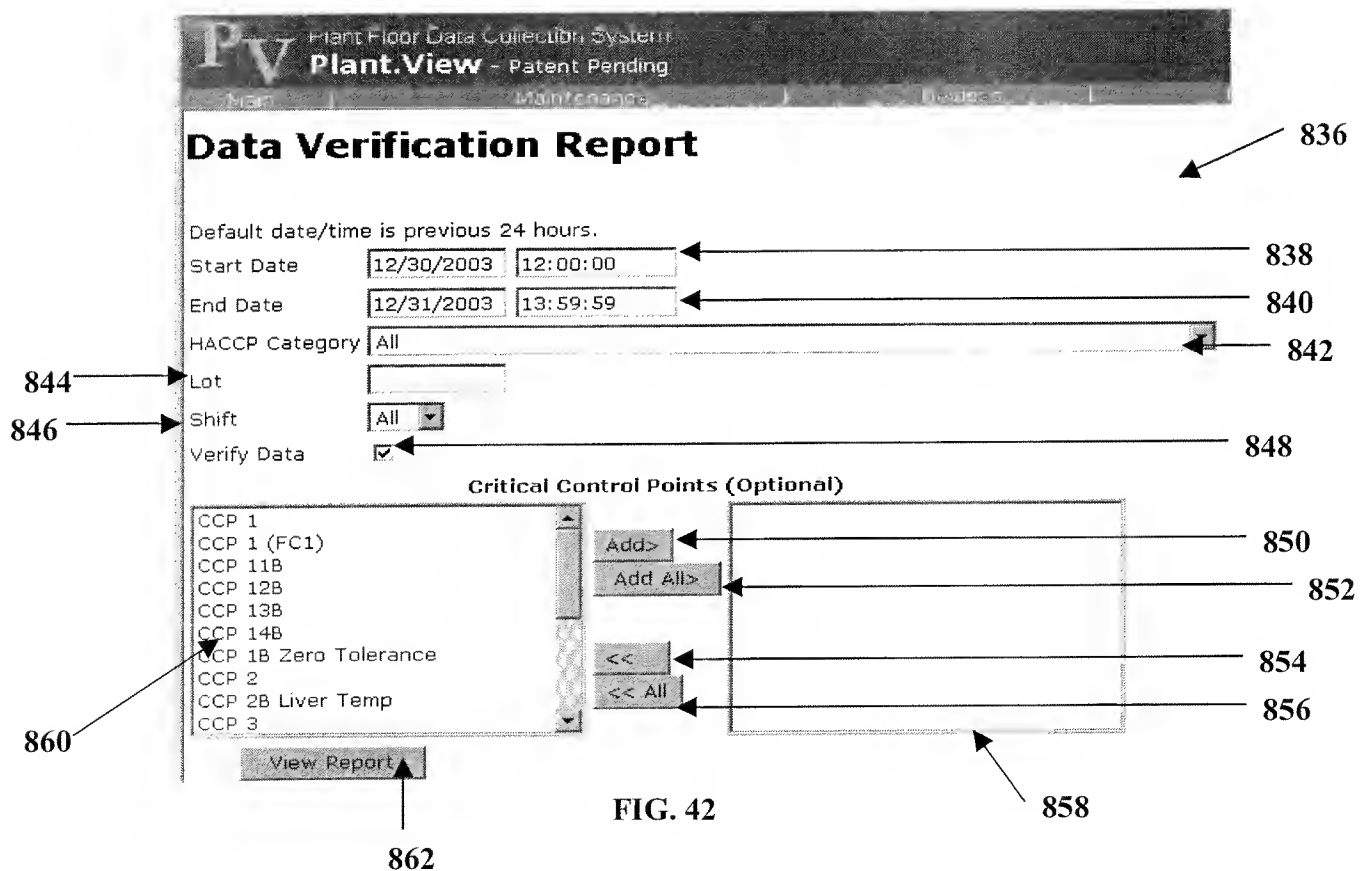 PV Plant Floor Data Collection System
Plant.View - Patent Pending
Main Maintenance
Data Verification Report
836
Default date/time is previous 24 hours.
Start Date 12/30/2003 12:00:00 838
End Date 12/31/2003 13:59:59 840
HACCP Category All 842
844 Lot
846 Shift All
Verify Data 848
Critical Control Points (Optional)
CCP 1
CCP 1 (FC1) Add> 850
CCP 11B
CCP 12B Add All> 852
CCP 13B
CCP 14B
CCP 1B Zero Tolerance << 854
CCP 2
CCP 2B Liver Temp << All 856
CCP 3
860
View Report
FIG. 42
858
862